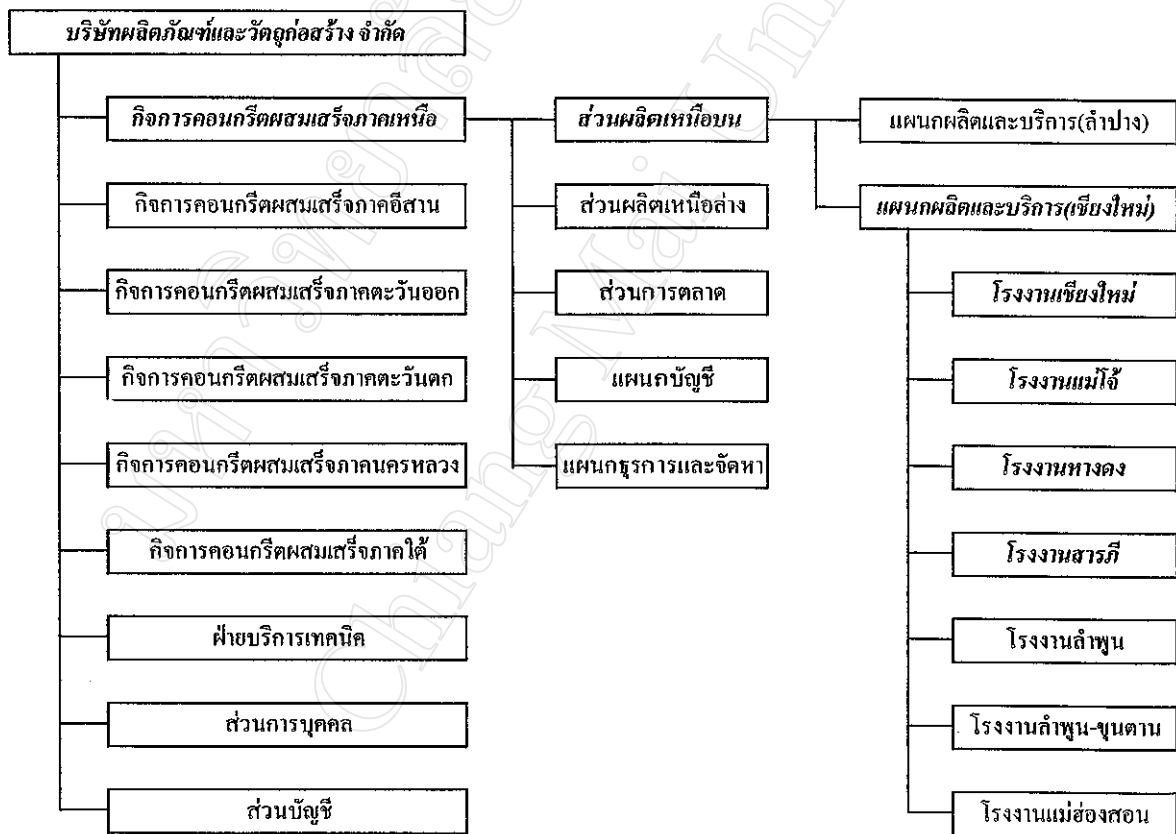 บริษัทผลิตภัณฑ์และวัตถุก่อสร้าง จำกัด
กิจการคอนกรีตผสมเสร็จภาคเหนือ
ส่วนผลิตเหนือบน
แผนกผลิตและบริการ(ลำปาง)
กิจการคอนกรีตผสมเสร็จภาคอีสาน
ส่วนผลิตเหนือล่าง
แผนกผลิตและบริการ(เชียงใหม่)
กิจการคอนกรีตผสมเสร็จภาคตะวันออก
ส่วนการตลาด
โรงงานเชียงใหม่
กิจการคอนกรีตผสมเสร็จภาคตะวันตก
แผนกบัญชี
โรงงานแม่โจ้
กิจการคอนกรีตผสมเสร็จภาคนครหลวง
แผนกธุรการและจัดหา
โรงงานหางดง
กิจการคอนกรีตผสมเสร็จภาคใต้
โรงงานสารภี
ฝ่ายบริการเทคนิค
โรงงานลำพูน
ส่วนการบุคคล
โรงงานลำพูน-ขุนตาน
ส่วนบัญชี
โรงงานแม่ฮ่องสอน
Chiang Mai Uni